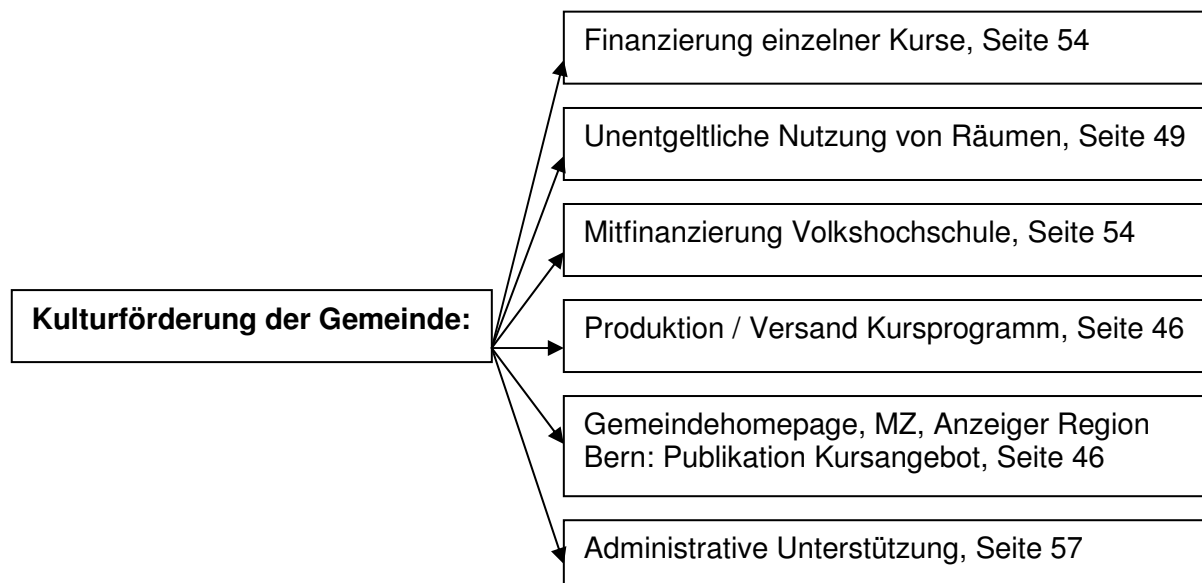 Finanzierung einzelner Kurse, Seite 54
Unentgeltliche Nutzung von Räumen, Seite 49
Mitfinanzierung Volkshochschule, Seite 54
Kulturförderung der Gemeinde:
Produktion / Versand Kursprogramm, Seite 46
Gemeindehomepage, MZ, Anzeiger Region
Bern: Publikation Kursangebot, Seite 46
Administrative Unterstützung, Seite 57